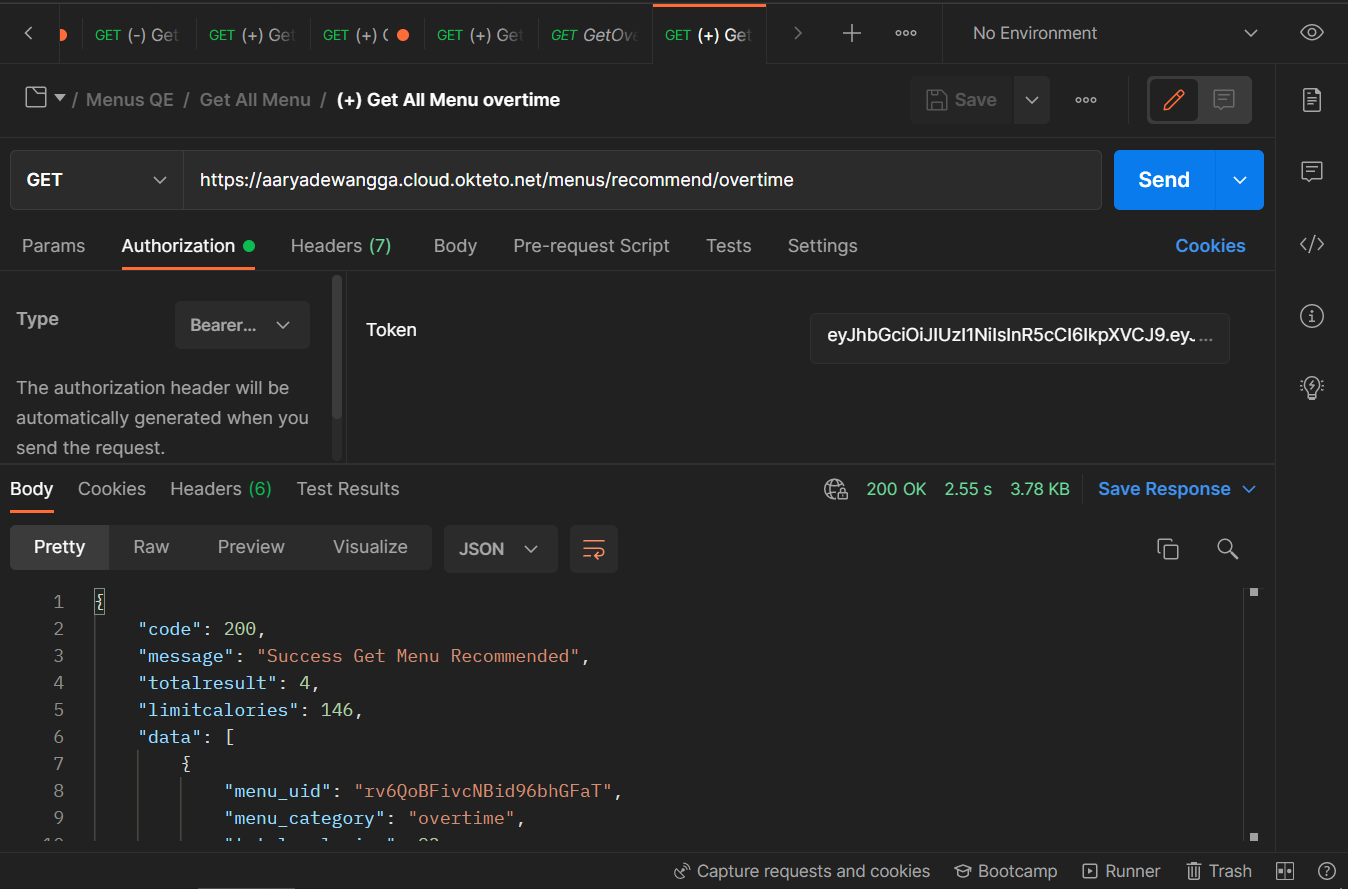 GET (-) Get GET (+) Get GET (+) GET (+) Get GET GetOve GET (+) Get No Environment
/ Menus QE / Get All Menu / (+) Get All Menu overtime Save
GET https://aaryadewangga.cloud.okteto.net/menus/recommend/overtime Send
Params Authorization Headers (7) Body Pre-request Script Tests Settings Cookies
Type Bearer... Token eyJhbGciOiJIUzI1NiIsInR5cCI6IkpXVCJ9.eyJ...
The authorization header will be
automatically generated when you
send the request.
Body Cookies Headers (6) Test Results 200 OK 2.55 s 3.78 KB Save Response
Pretty Raw Preview Visualize JSON
1 {
2 "code": 200,
3 "message": "Success Get Menu Recommended",
4 "totalresult": 4,
5 "limitcalories": 146,
6 "data": [
7 {
8 "menu_uid": "rv6QoBFivcNBid96bhGFaT",
9 "menu_category": "overtime",
Capture requests and cookies Bootcamp Runner Trash